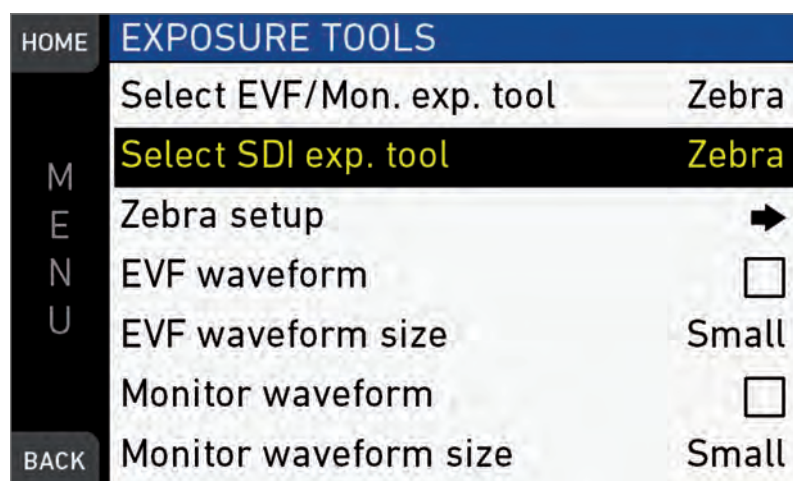 HOME EXPOSURE TOOLS
Select EVF/Mon. exp. tool Zebra
Select SDI exp. tool Zebra
Zebra setup
EVF waveform
EVF waveform size Small
Monitor waveform
Monitor waveform size Small
MENU
BACK